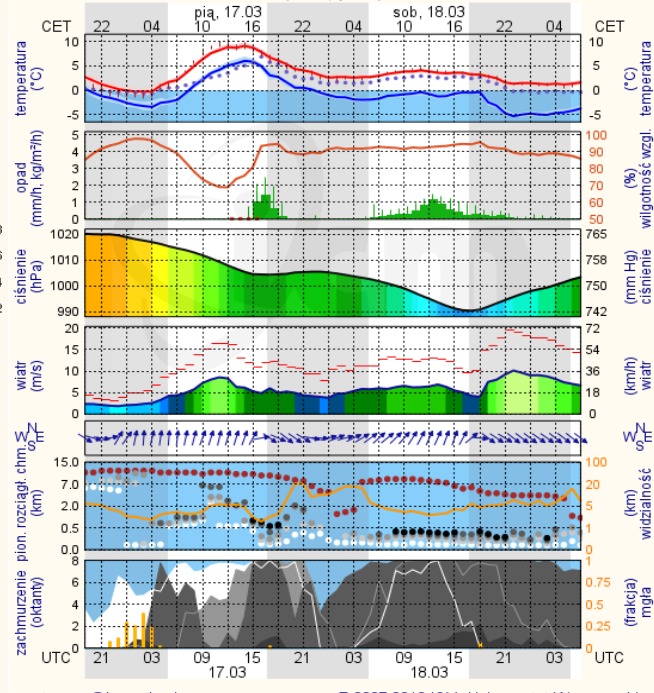 pią, 17.03 sob, 18.03
CET 22 04 10 16 22 04 10 16 22 04 CET
temperatura (°C)
10
5
0
-5
10
5
0
-5
temperatura (°C)
opad (mm/h, kg/m²/h)
5
4
3
2
1
0
100
90
80
70
60
50
(%) wilgotność wzgl.
ciśnienie (hPa)
1020
1010
1000
990
765
758
750
742
(mm Hg) ciśnienie
wiatr (m/s)
20
15
10
5
0
72
54
36
18
0
(km/h) wiatr
N
W E
S
N
W E
S
pion. rozciągł. chm. (km)
15.0
7.0
2.0
0.5
0.0
100
20
5
1
0
(km) widzialność
zachmurzenie (oktanty)
8
6
4
2
0
1
0.75
0.5
0.25
0
(frakcja) mgła
UTC 21 03 09 15 21 03 09 15 21 03 UTC
17.03 18.03